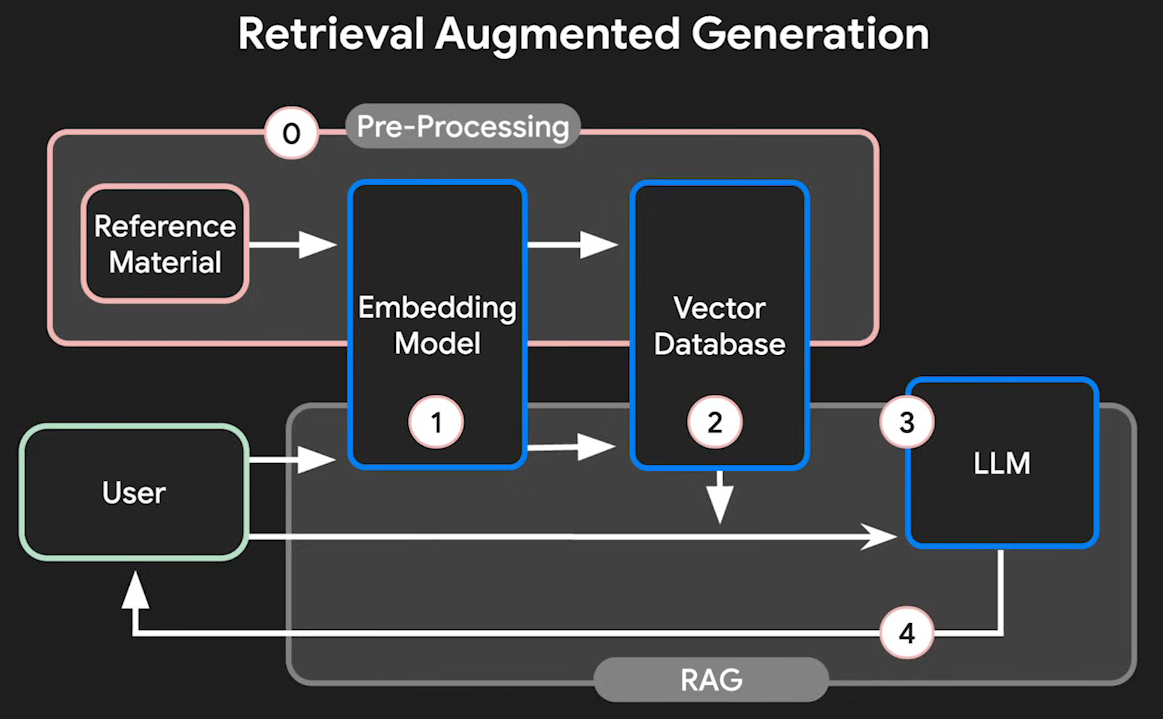 Retrieval Augmented Generation
0
Pre-Processing
Reference
Material
Embedding
Model
Vector
Database
1
2
3
User
LLM
4
RAG